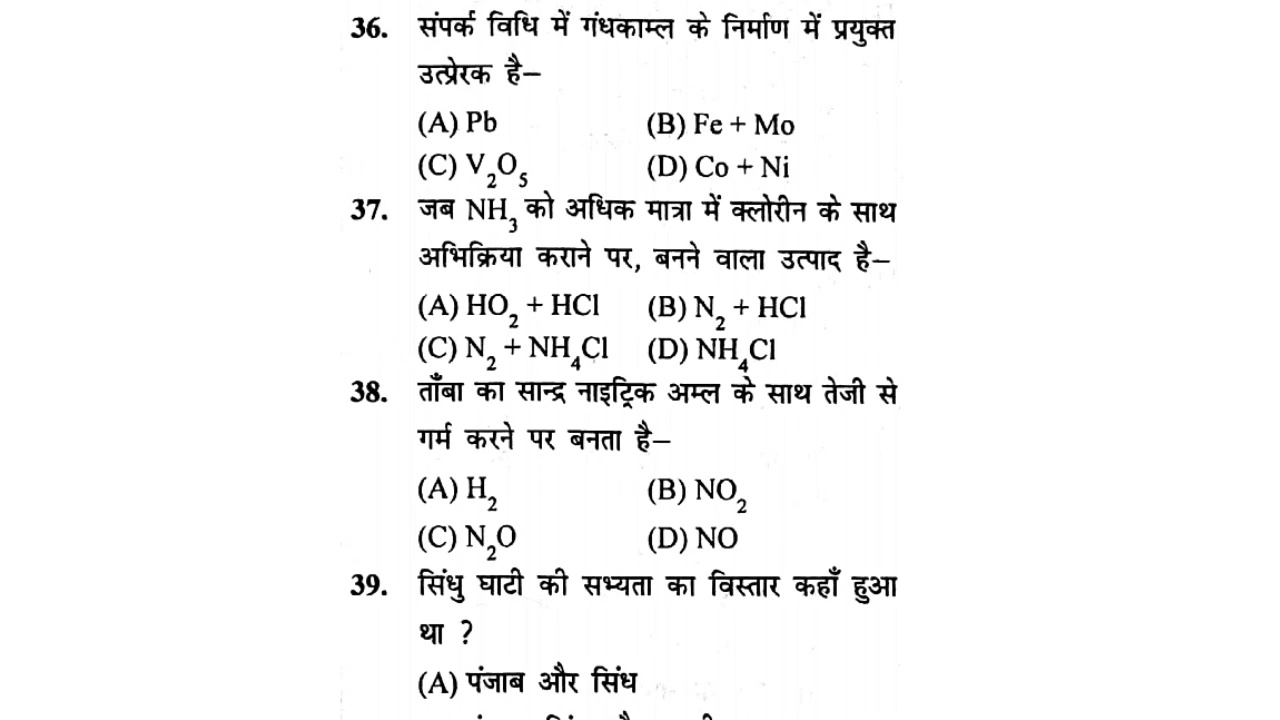 36. संपर्क विधि में गंधकाम्ल के निर्माण में प्रयुक्त
उत्प्रेरक है–
(A) Pb (B) Fe + Mo
(C) V₂O₅ (D) Co + Ni
37. जब NH₃ को अधिक मात्रा में क्लोरीन के साथ
अभिक्रिया कराने पर, बनने वाला उत्पाद है–
(A) HO₂ + HCl (B) N₂ + HCl
(C) N₂ + NH₄Cl (D) NH₄Cl
38. ताँबा का सान्द्र नाइट्रिक अम्ल के साथ तेजी से
गर्म करने पर बनता है–
(A) H₂ (B) NO₂
(C) N₂O (D) NO
39. सिंधु घाटी की सभ्यता का विस्तार कहाँ हुआ
था ?
(A) पंजाब और सिंध